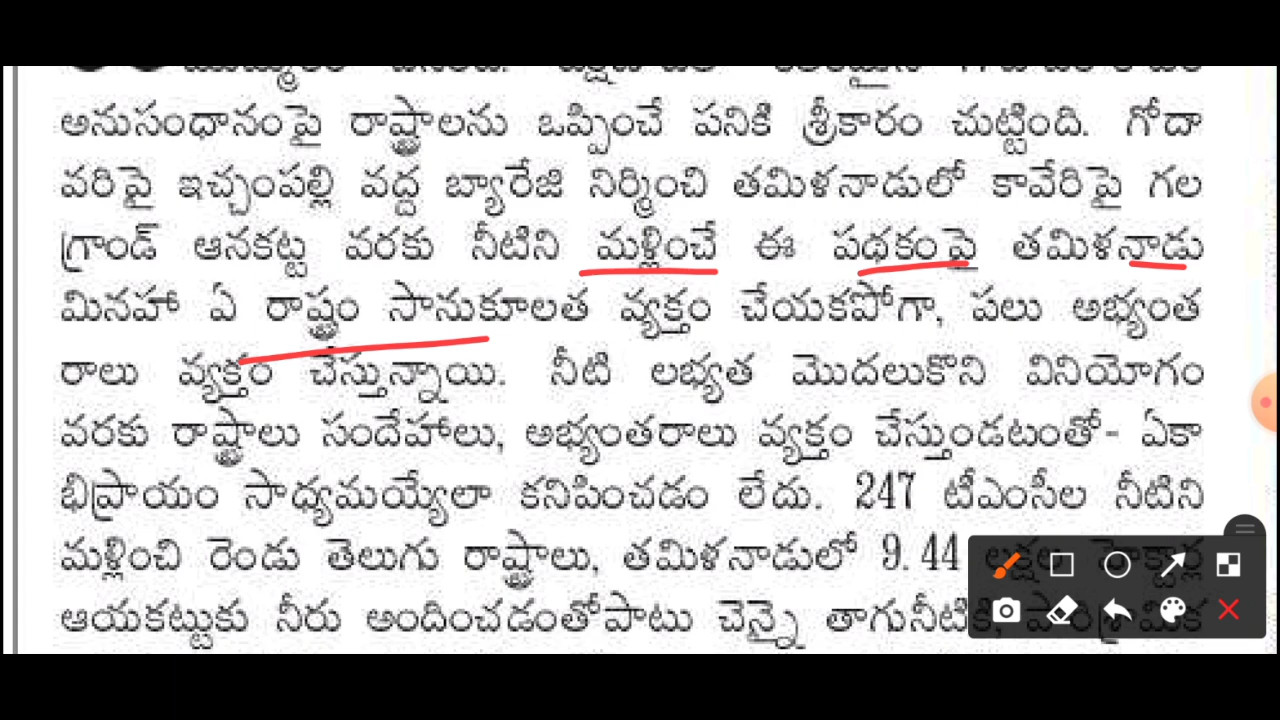 అనుసంధానంపై రాష్ట్రాలను ఒప్పించే పనికి శ్రీకారం చుట్టింది. గోదా
వరిపై ఇచ్చంపల్లి వద్ద బ్యారేజి నిర్మించి తమిళనాడులో కావేరిపై గల
గ్రాండ్ ఆనకట్ట వరకు నీటిని మళ్లించే ఈ పథకంపై తమిళనాడు
మినహా ఏ రాష్ట్రం సానుకూలత వ్యక్తం చేయకపోగా, పలు అభ్యంత
రాలు వ్యక్తం చేస్తున్నాయి. నీటి లభ్యత మొదలుకొని వినియోగం
వరకు రాష్ట్రాలు సందేహాలు, అభ్యంతరాలు వ్యక్తం చేస్తుండటంతో- ఏకా
భిప్రాయం సాధ్యమయ్యేలా కనిపించడం లేదు. 247 టీఎంసీల నీటిని
మళ్లించి రెండు తెలుగు రాష్ట్రాలు, తమిళనాడులో 9.44 లక్షల హెక్టార్ల
ఆయకట్టుకు నీరు అందించడంతోపాటు చెన్నై తాగునీటికి, పారిశ్రామిక